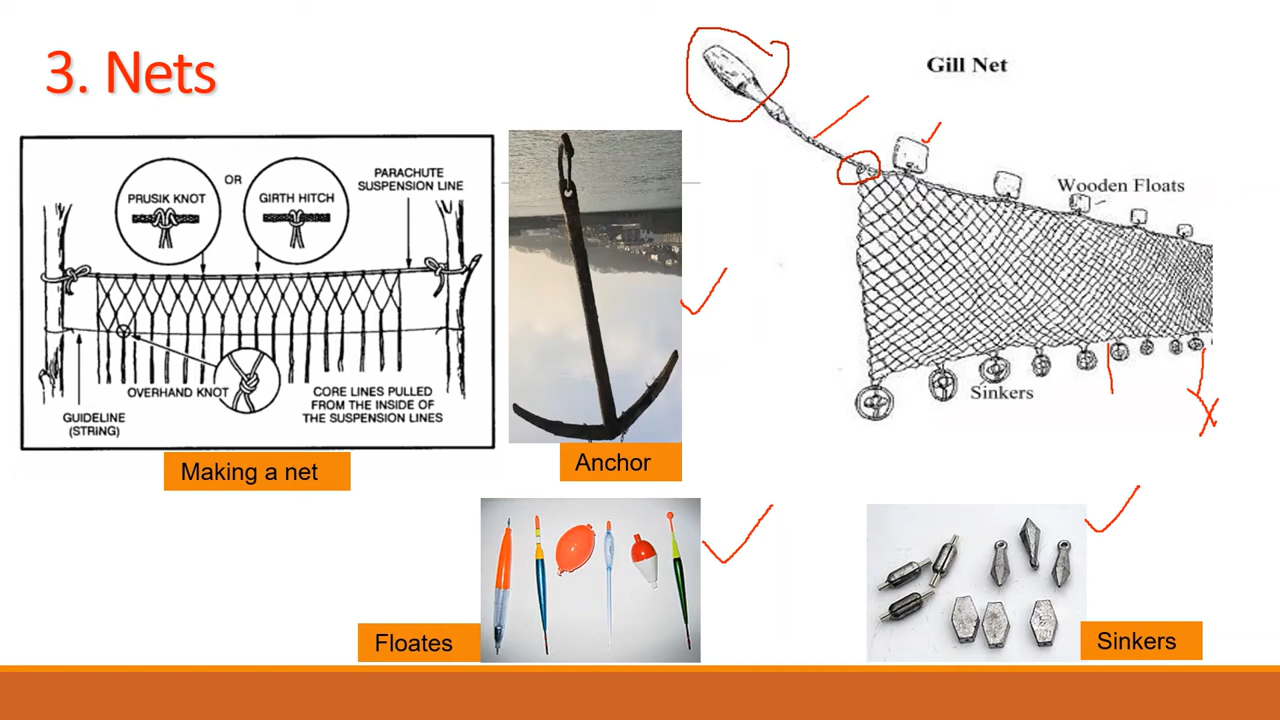 3. Nets
PRUSIK KNOT
OR
GIRTH HITCH
PARACHUTE
SUSPENSION LINE
OVERHAND KNOT
CORE LINES PULLED
FROM THE INSIDE OF
THE SUSPENSION LINES
GUIDELINE
(STRING)
Making a net
Anchor
Gill Net
Wooden Floats
Sinkers
Floates
Sinkers